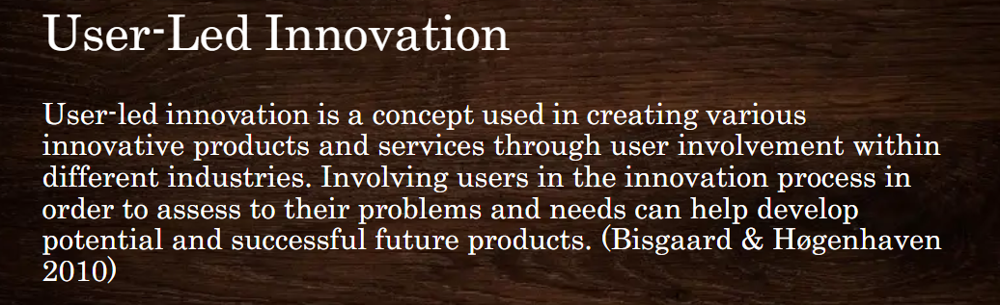 User-Led Innovation
User-led innovation is a concept used in creating various
innovative products and services through user involvement within
different industries. Involving users in the innovation process in
order to assess to their problems and needs can help develop
potential and successful future products. (Bisgaard & Høgenhaven
2010)